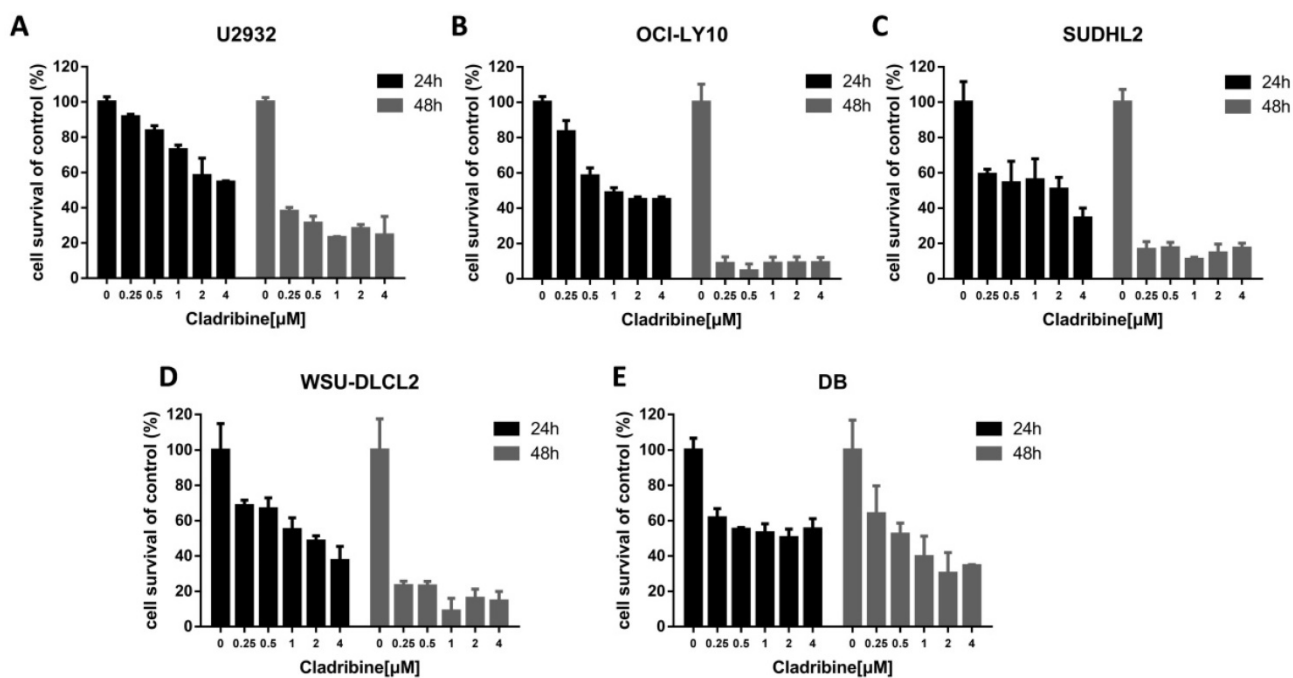 A
U2932
cell survival of control (%)
120
100
80
60
40
20
0
24h
48h
0 0.25 0.5 1 2 4 0 0.25 0.5 1 2 4
Cladribine[µM]
B
OCI-LY10
cell survival of control (%)
120
100
80
60
40
20
0
24h
48h
0 0.25 0.5 1 2 4 0 0.25 0.5 1 2 4
Cladribine[µM]
C
SUDHL2
cell survival of control (%)
120
100
80
60
40
20
0
24h
48h
0 0.25 0.5 1 2 4 0 0.25 0.5 1 2 4
Cladribine[µM]
D
WSU-DLCL2
cell survival of control (%)
120
100
80
60
40
20
0
24h
48h
0 0.25 0.5 1 2 4 0 0.25 0.5 1 2 4
Cladribine[µM]
E
DB
cell survival of control (%)
120
100
80
60
40
20
0
24h
48h
0 0.25 0.5 1 2 4 0 0.25 0.5 1 2 4
Cladribine[µM]